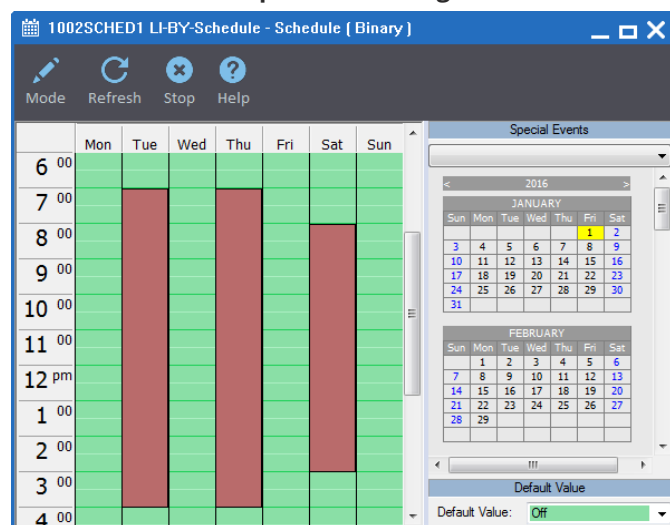 1002SCHED1 LI-BY-Schedule - Schedule ( Binary )
Mode Refresh Stop Help
Mon Tue Wed Thu Fri Sat Sun
6 00
7 00
8 00
9 00
10 00
11 00
12 pm
1 00
2 00
3 00
4 00
Special Events
< 2016 >
JANUARY
Sun Mon Tue Wed Thu Fri Sat
1 2
3 4 5 6 7 8 9
10 11 12 13 14 15 16
17 18 19 20 21 22 23
24 25 26 27 28 29 30
31
FEBRUARY
Sun Mon Tue Wed Thu Fri Sat
1 2 3 4 5 6
7 8 9 10 11 12 13
14 15 16 17 18 19 20
21 22 23 24 25 26 27
28 29
Default Value
Default Value: Off